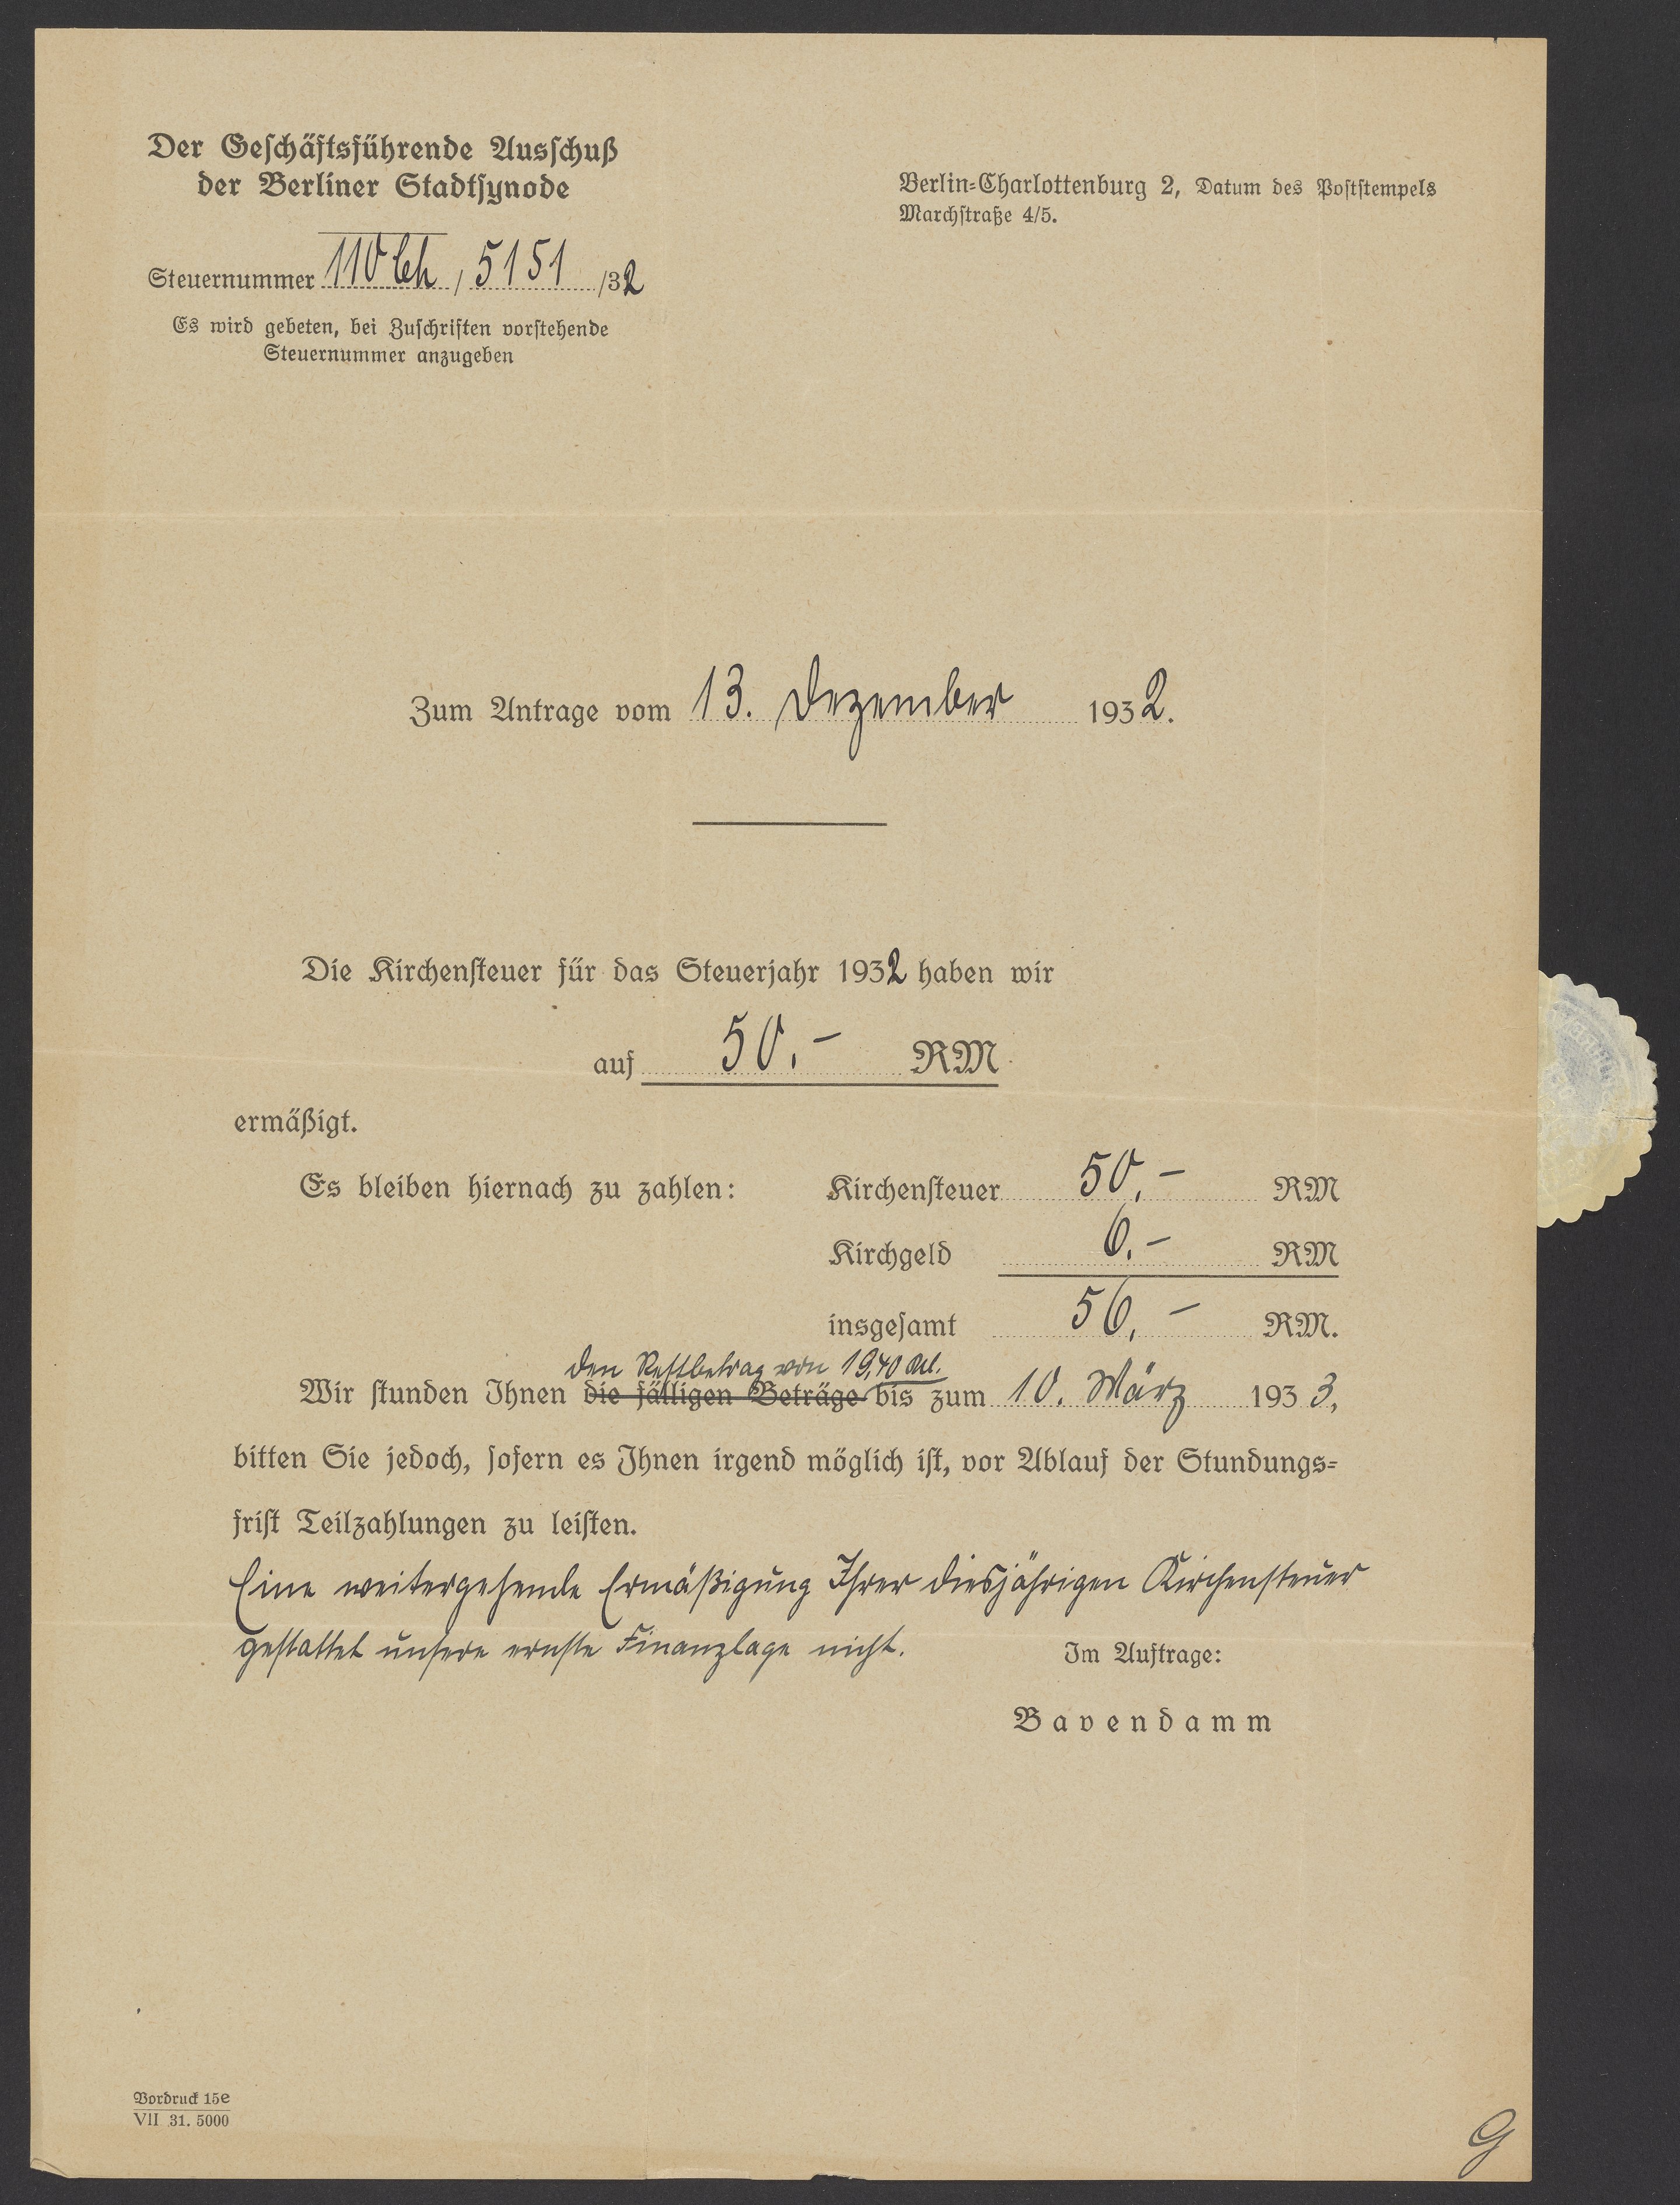 Der Geschäftsführende Ausschuß
der Berliner Stadtsynode
Berlin-Charlottenburg 2, Datum des Poststempels
Marchstraße 4/5.
Steuernummer 110 Ch / 5151 /32
Es wird gebeten, bei Zuschriften vorstehende
Steuernummer anzugeben
Zum Antrage vom 13. Dezember 1932.
Die Kirchensteuer für das Steuerjahr 1932 haben wir
auf 50.- RM
ermäßigt.
Es bleiben hiernach zu zahlen: Kirchensteuer 50,- RM
Kirchgeld 6.- RM
insgesamt 56,- RM.
den Restbetrag von 19,40 RM.
Wir stunden Ihnen die fälligen Beträge bis zum 10. März 1933,
bitten Sie jedoch, sofern es Ihnen irgend möglich ist, vor Ablauf der Stundungs-
frist Teilzahlungen zu leisten.
Eine weitergehende Ermäßigung Ihrer diesjährigen Kirchensteuer
gestattet unsere ernste Finanzlage nicht.
Im Auftrage:
Bavendamm
Vordruck 15e
VII 31. 5000